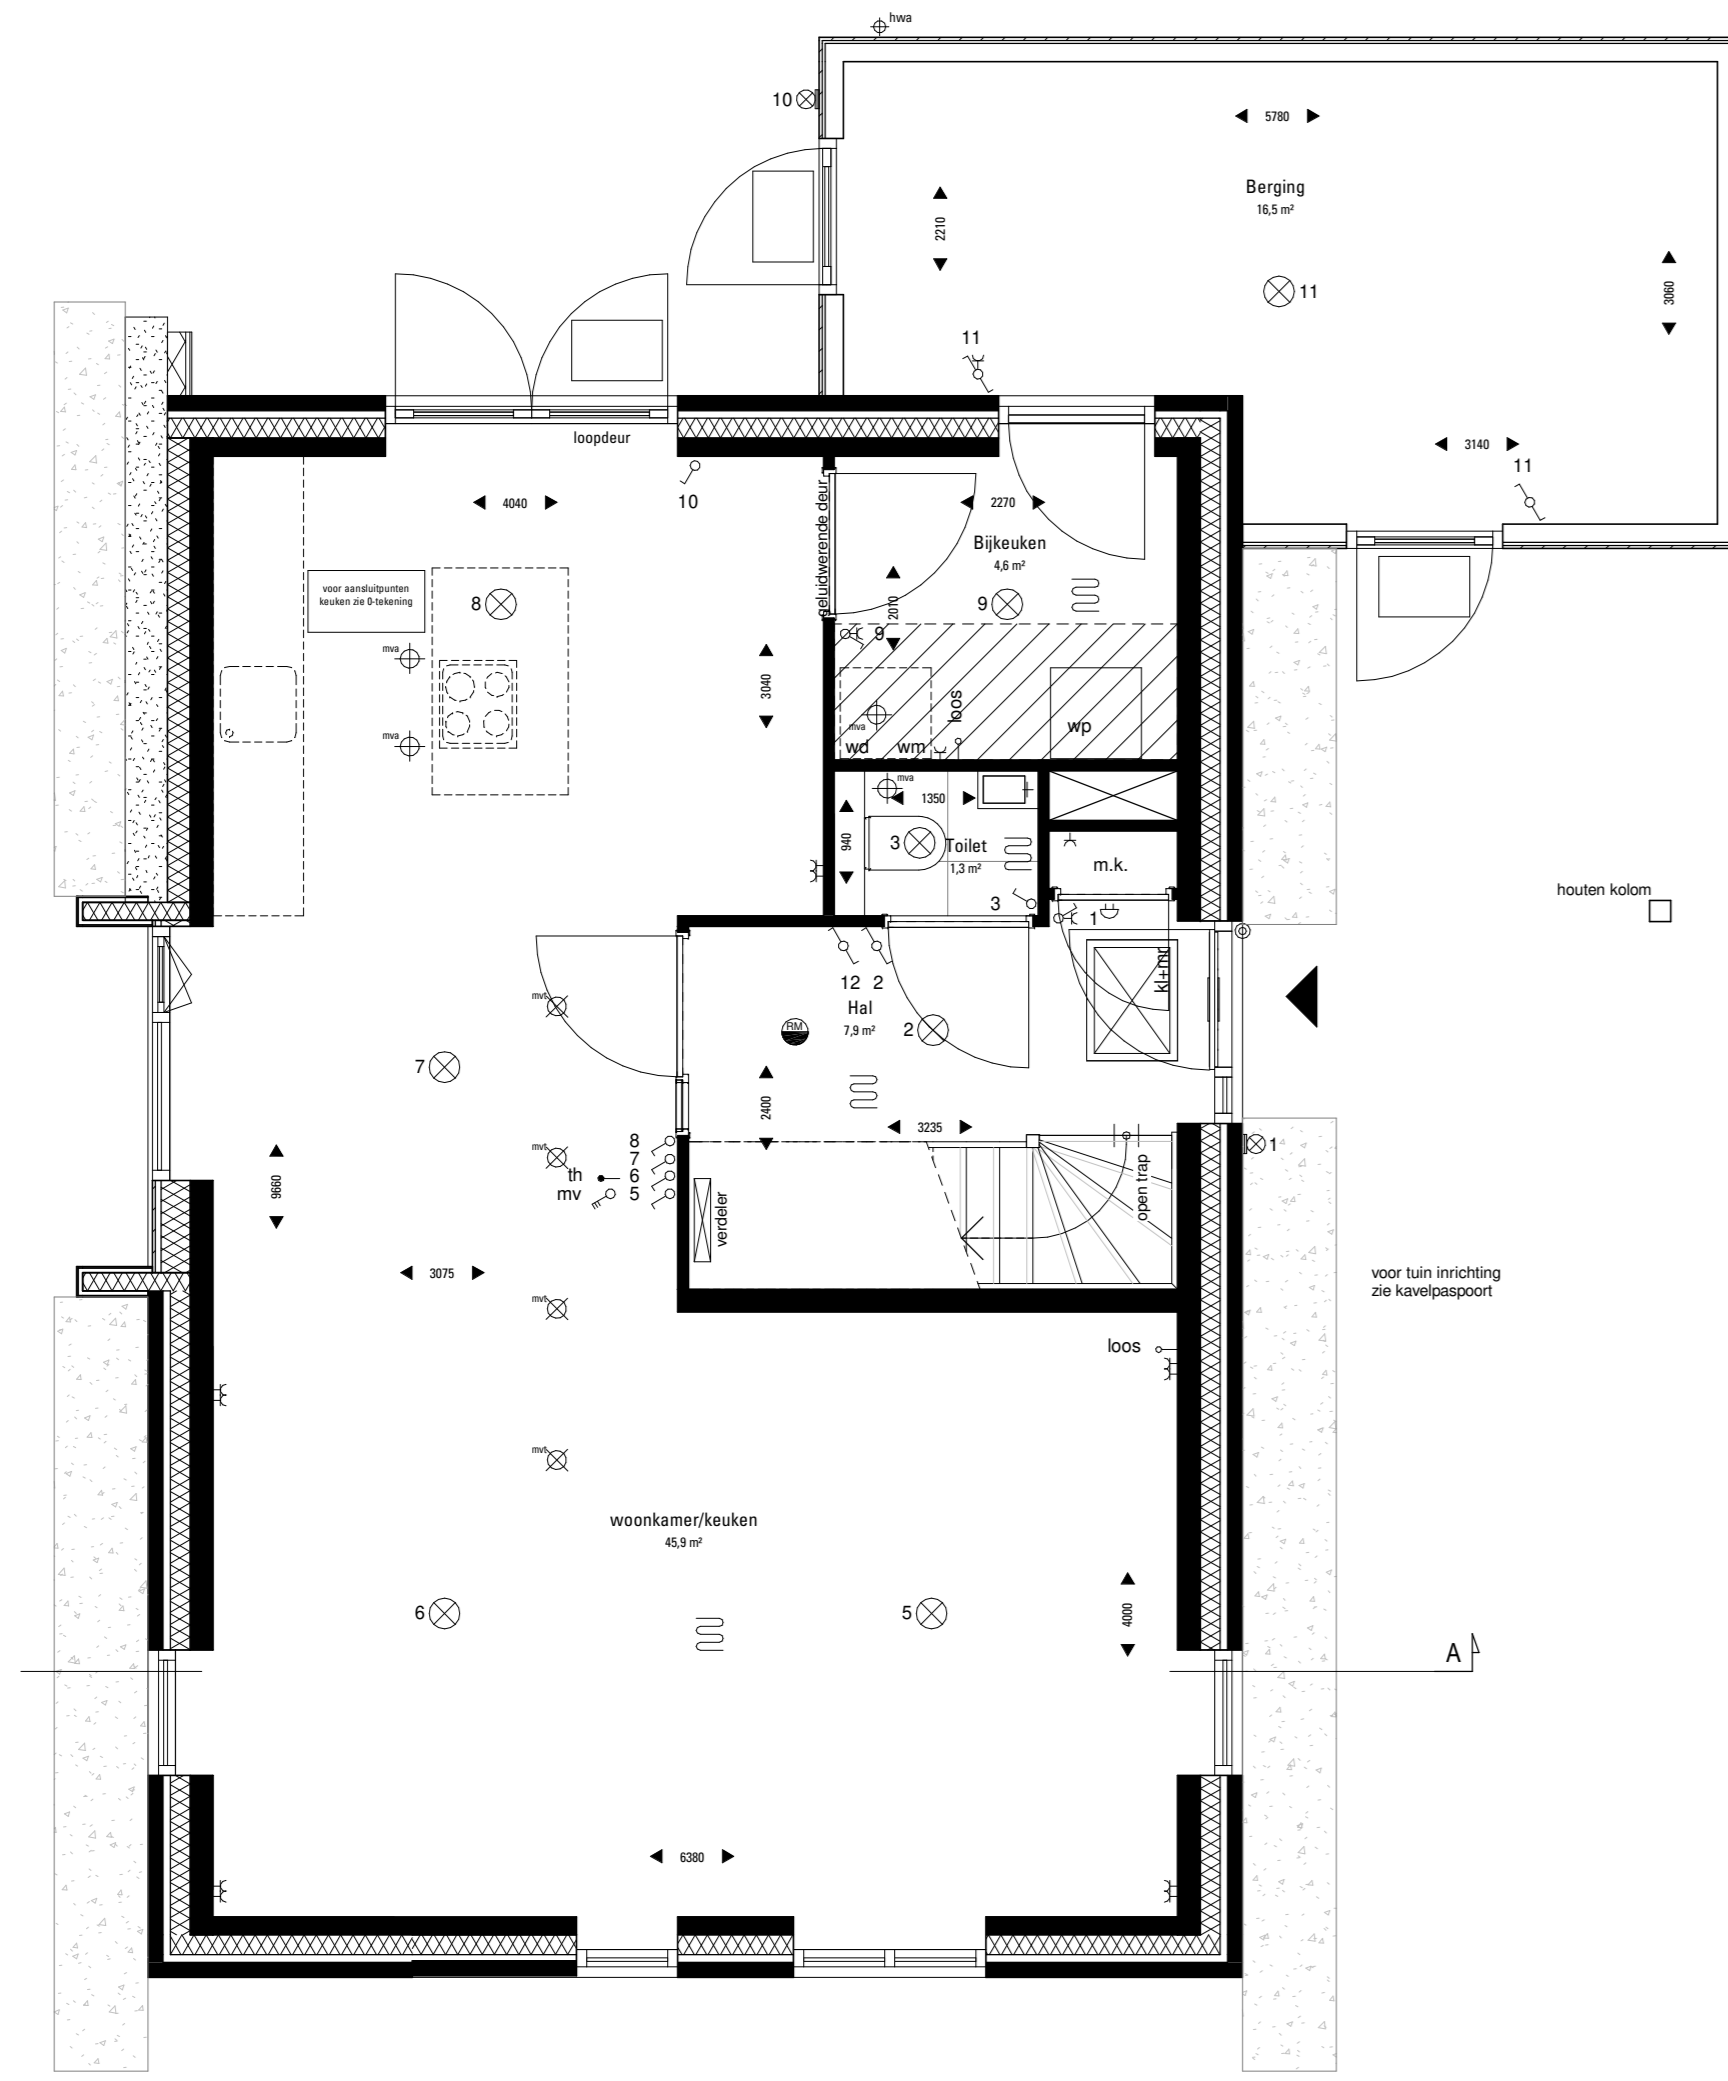 hwa
10
5780
Berging
16,5 m²
2210
3060
11
11
loopdeur
10
4040
geluidwerende deur
2270
3140
11
Bijkeuken
4,6 m²
voor aansluitpunten
keuken zie 0-tekening
8
9
2010
9
mva
3040
mva
loos
mva
wd
wm
wp
mva
1350
940
3
Toilet
1,3 m²
m.k.
3
1
houten kolom
12
2
kl+mr
mvt
Hal
7,9 m²
RM
2
7
2400
3235
8
7
6
5
th
mv
mvt
1
open trap
9660
verdeler
3075
voor tuin inrichting
zie kavelpaspoort
mvt
loos
mvt
woonkamer/keuken
45,9 m²
6
5
4000
A
6380